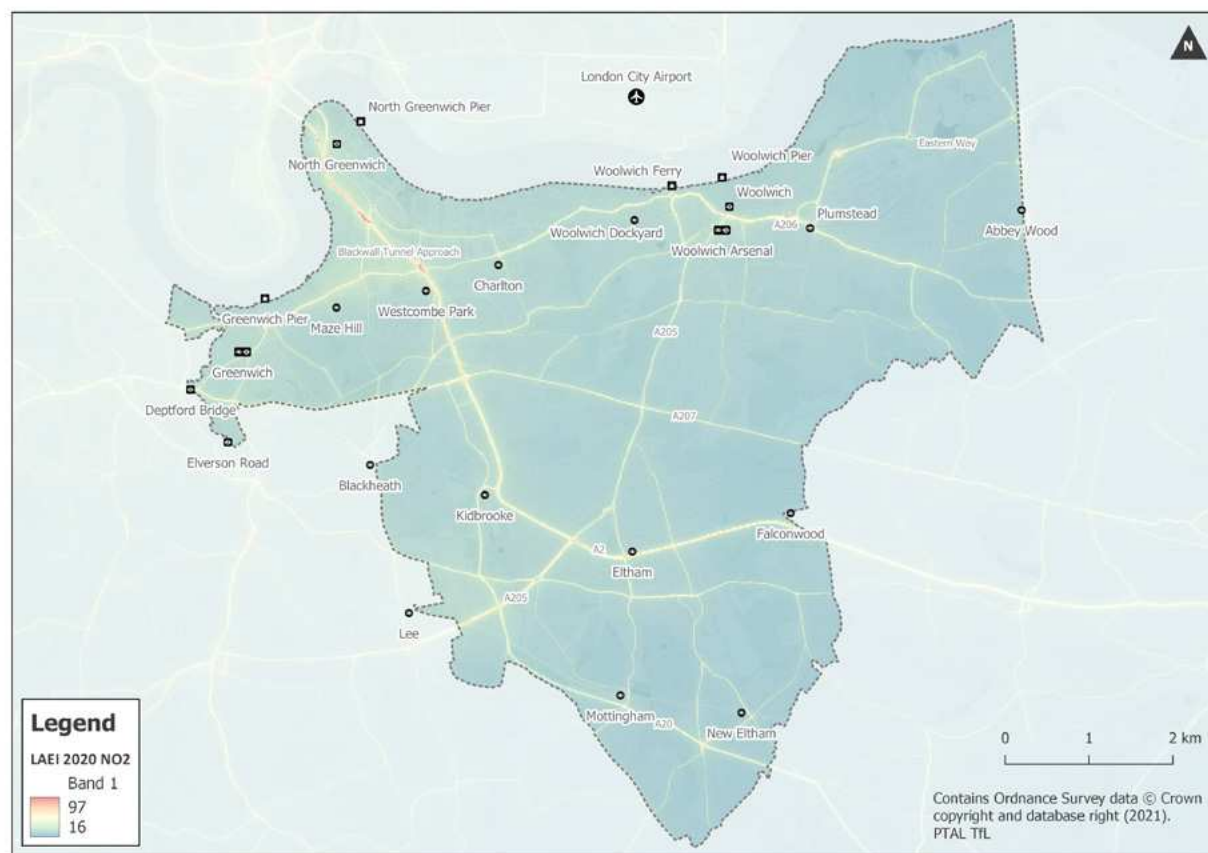 N
London City Airport
North Greenwich Pier
North Greenwich
Woolwich Ferry
Woolwich Pier
Woolwich
Eastern Way
Plumstead
A206
Abbey Wood
Woolwich Dockyard
Woolwich Arsenal
Blackwall Tunnel Approach
Charlton
Westcombe Park
Greenwich Pier
Maze Hill
A205
Greenwich
Deptford Bridge
A207
Elverson Road
Blackheath
Kidbrooke
Falconwood
A2
Eltham
A205
Lee
Mottingham
A20
New Eltham
Legend
LAEI 2020 NO2
Band 1
97
16
0 1 2 km
Contains Ordnance Survey data © Crown
copyright and database right (2021).
PTAL TfL